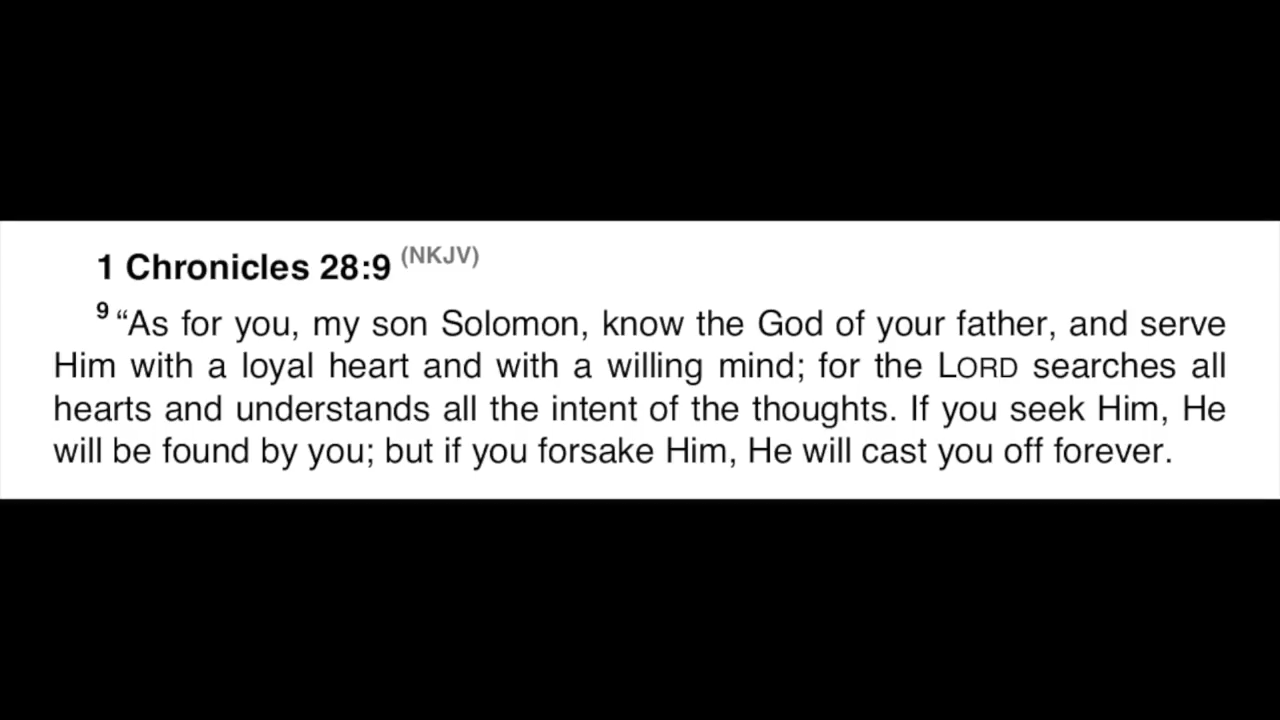 1 Chronicles 28:9 (NKJV)
9 “As for you, my son Solomon, know the God of your father, and serve
Him with a loyal heart and with a willing mind; for the LORD searches all
hearts and understands all the intent of the thoughts. If you seek Him, He
will be found by you; but if you forsake Him, He will cast you off forever.